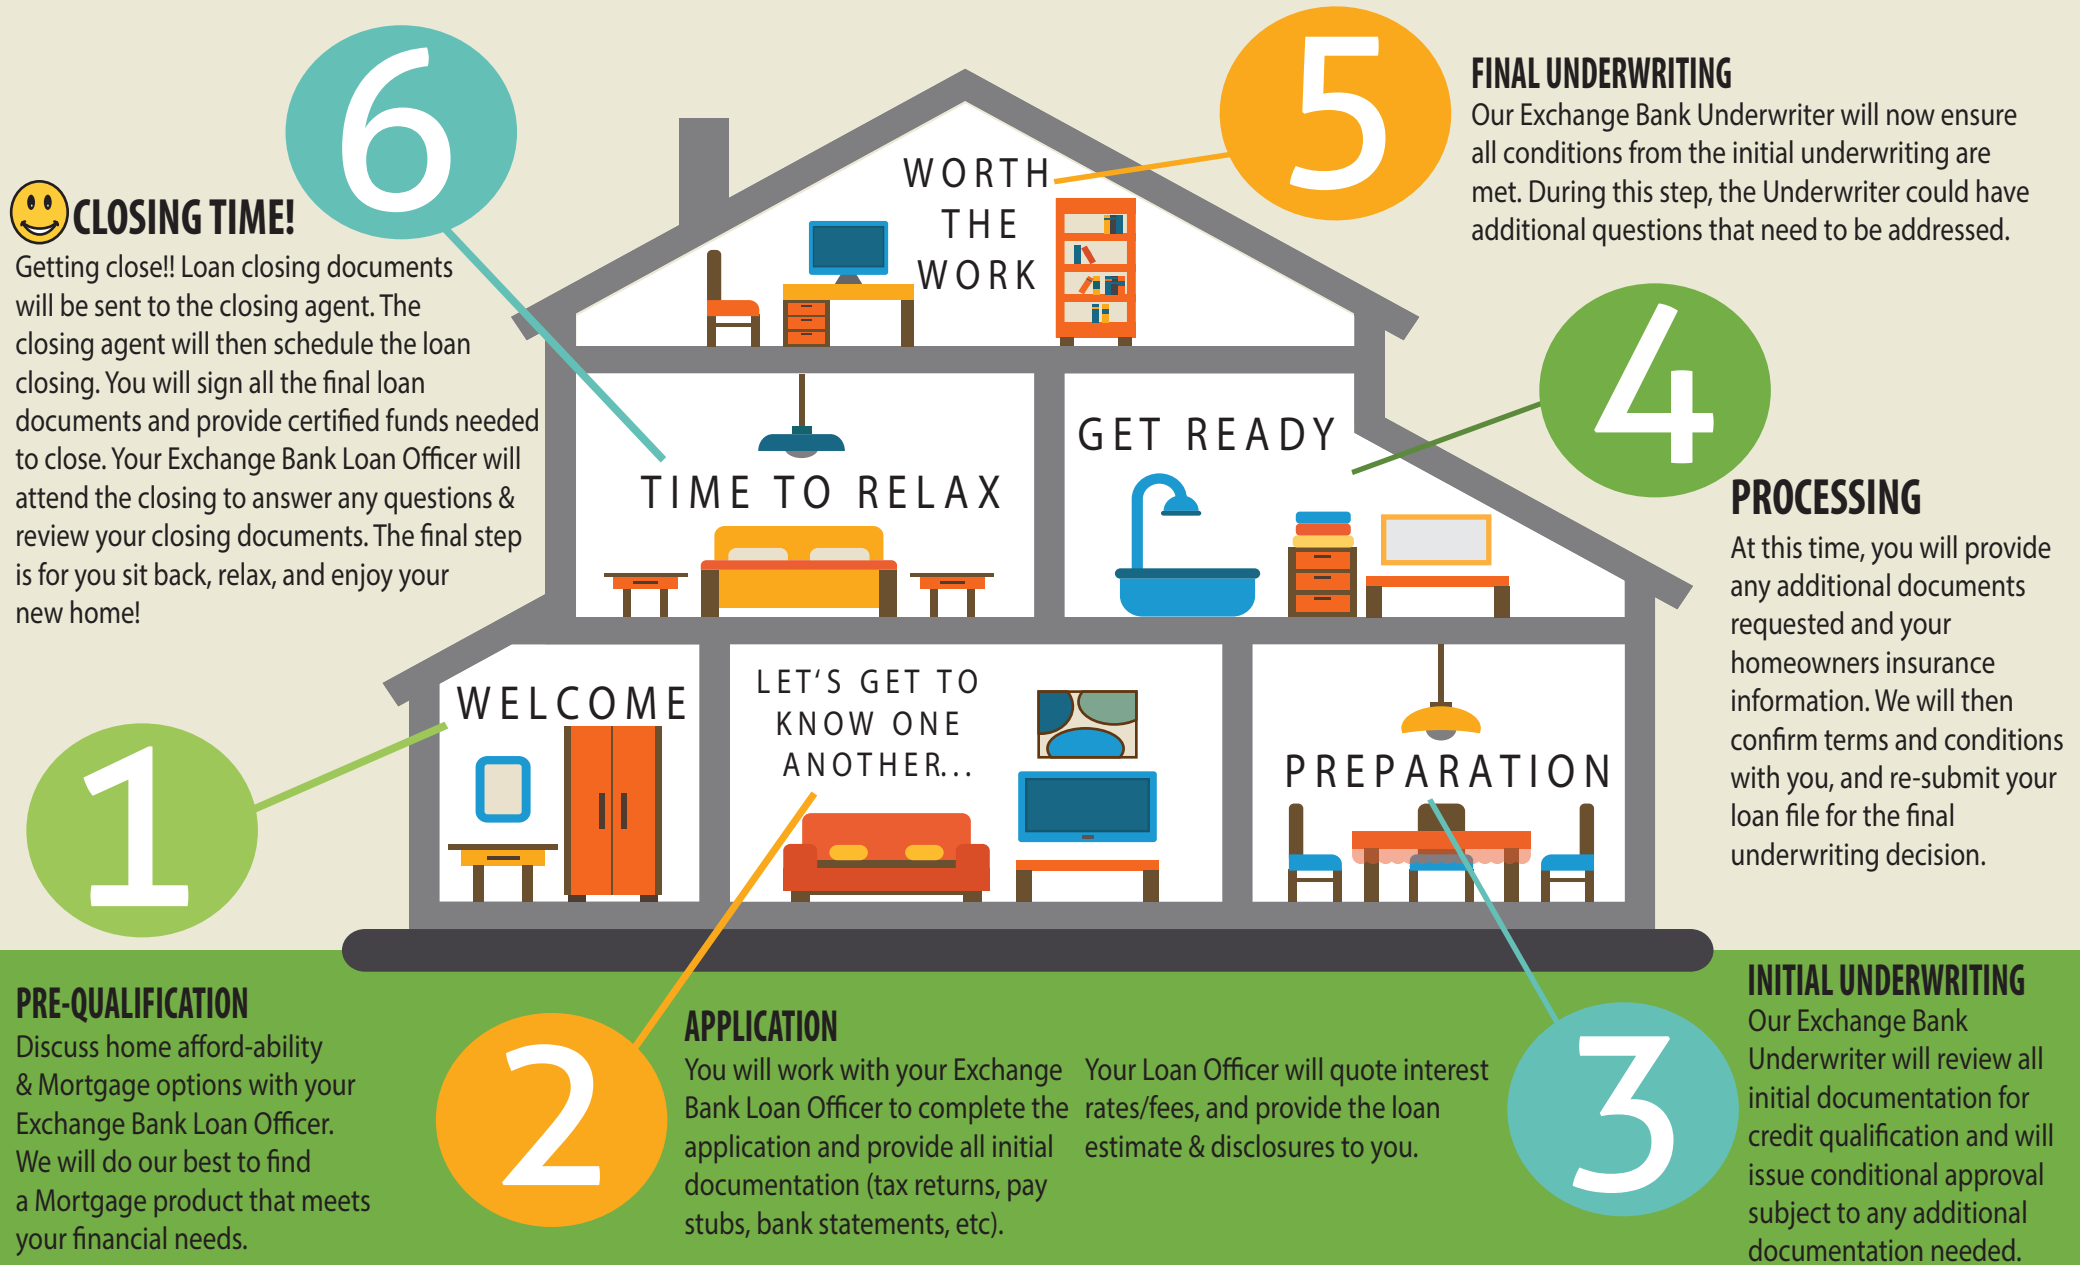 1
WELCOME
PRE-QUALIFICATION
Discuss home afford-ability
& Mortgage options with your
Exchange Bank Loan Officer.
We will do our best to find
a Mortgage product that meets
your financial needs.
2
LET'S GET TO
KNOW ONE
ANOTHER...
APPLICATION
You will work with your Exchange
Bank Loan Officer to complete the
application and provide all initial
documentation (tax returns, pay
stubs, bank statements, etc).
Your Loan Officer will quote interest
rates/fees, and provide the loan
estimate & disclosures to you.
3
PREPARATION
INITIAL UNDERWRITING
Our Exchange Bank
Underwriter will review all
initial documentation for
credit qualification and will
issue conditional approval
subject to any additional
documentation needed.
4
GET READY
PROCESSING
At this time, you will provide
any additional documents
requested and your
homeowners insurance
information. We will then
confirm terms and conditions
with you, and re-submit your
loan file for the final
underwriting decision.
5
WORTH
THE
WORK
FINAL UNDERWRITING
Our Exchange Bank Underwriter will now ensure
all conditions from the initial underwriting are
met. During this step, the Underwriter could have
additional questions that need to be addressed.
6
TIME TO RELAX
CLOSING TIME!
Getting close!! Loan closing documents
will be sent to the closing agent. The
closing agent will then schedule the loan
closing. You will sign all the final loan
documents and provide certified funds needed
to close. Your Exchange Bank Loan Officer will
attend the closing to answer any questions &
review your closing documents. The final step
is for you sit back, relax, and enjoy your
new home!